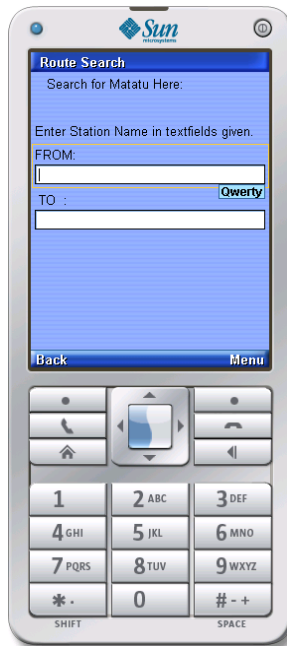 Sun
microsystems
Route Search
Search for Matatu Here:
Enter Station Name in textfields given.
FROM:
Qwerty
TO :
Back Menu
1 2 ABC 3 DEF
4 GHI 5 JKL 6 MNO
7 PQRS 8 TUV 9 WXYZ
* . 0 # - +
SHIFT SPACE